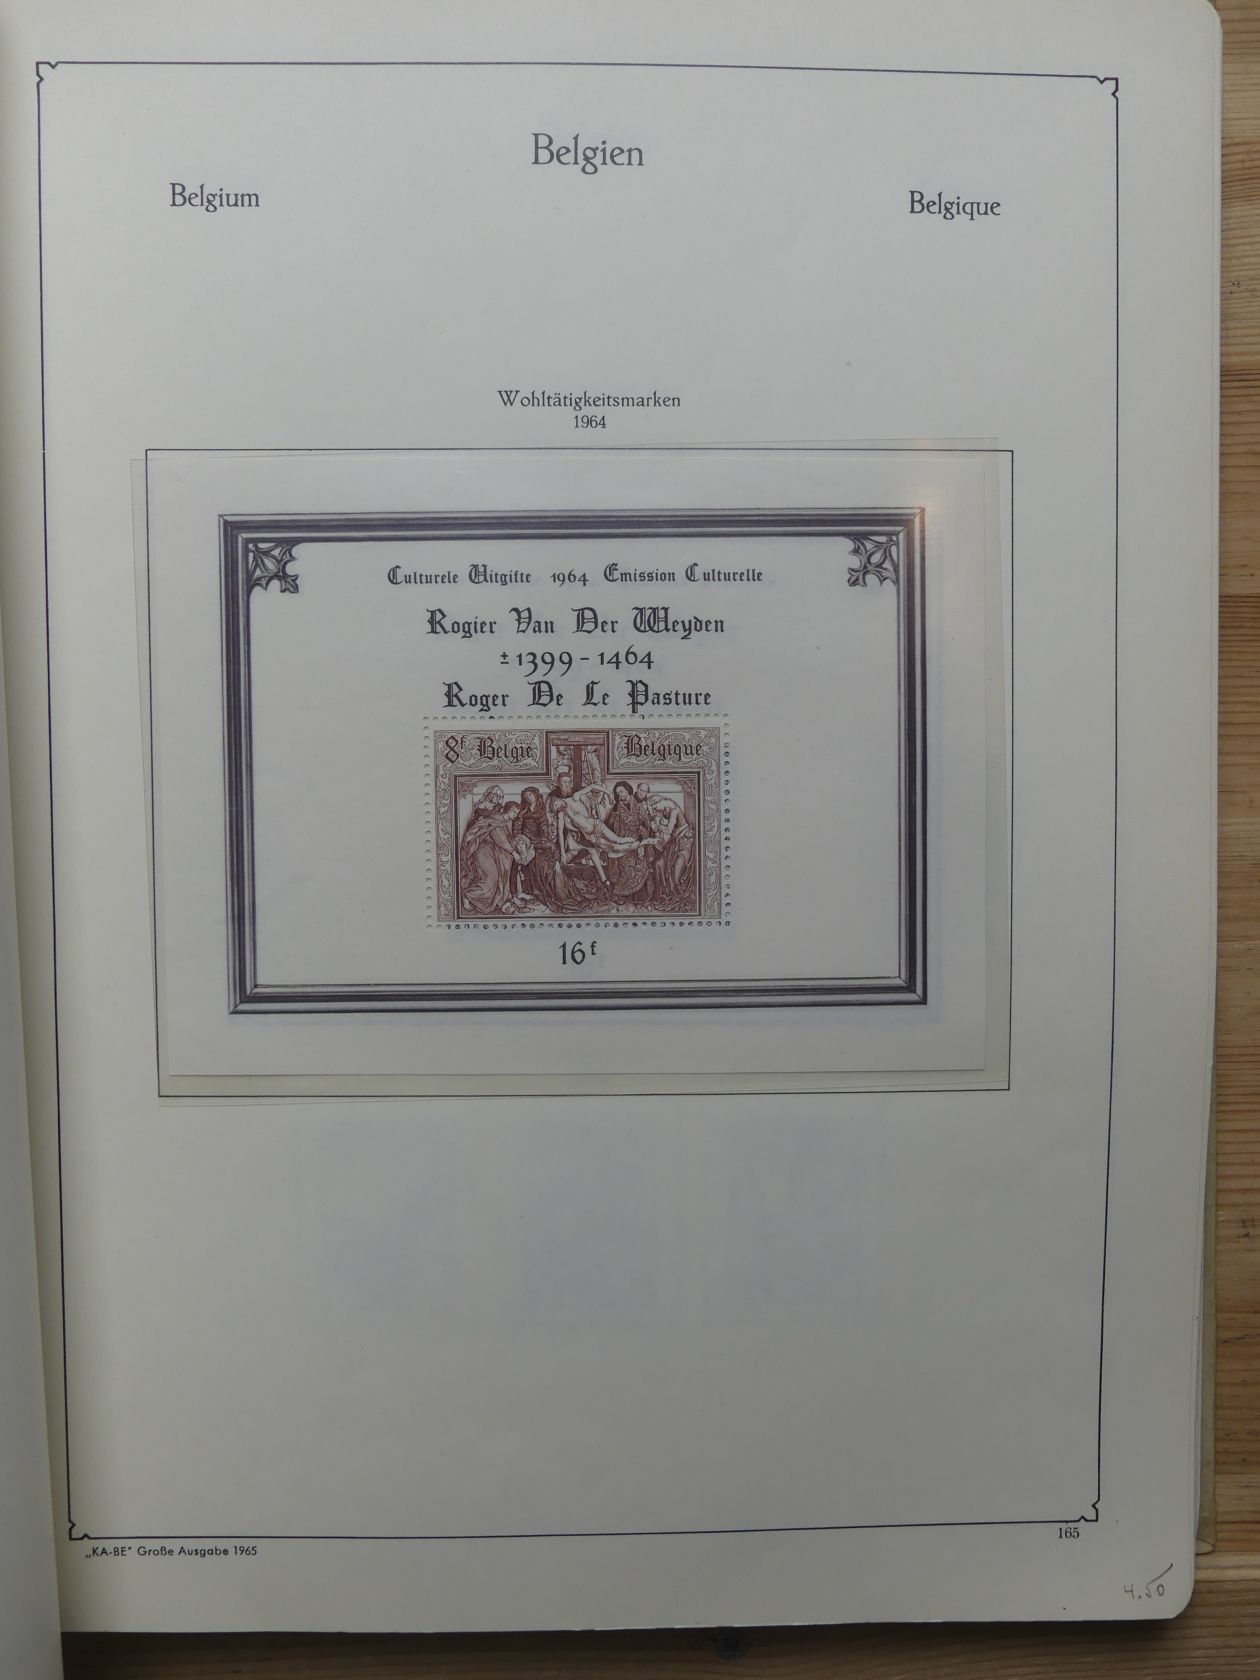 Belgien
Belgium
Belgique
Wohltätigkeitsmarken
1964
Culturele Uitgifte 1964 Emission Culturelle
Rogier Van Der Weyden
±1399-1464
Roger De Le Pasture
8f België Belgique
16f
„KA-BE" Große Ausgabe 1965
165
4,50